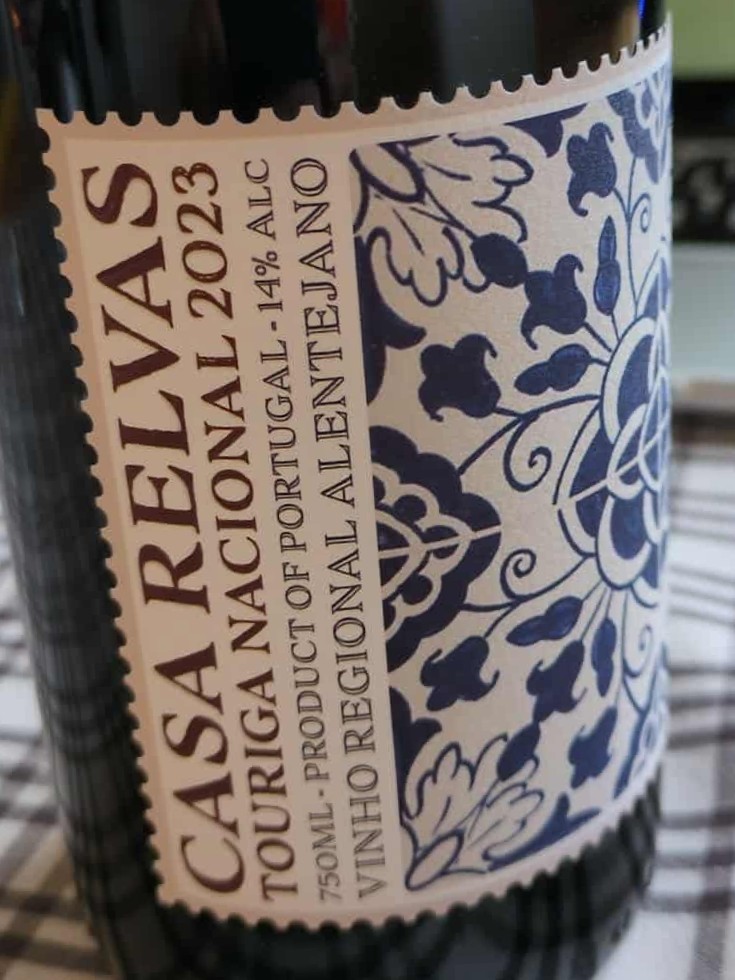 CASA RELVAS
TOURIGA NACIONAL 2023
750ML - PRODUCT OF PORTUGAL - 14% ALC
VINHO REGIONAL ALENTEJANO